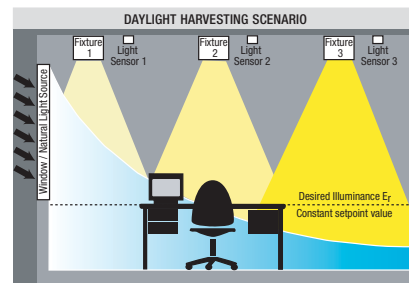 DAYLIGHT HARVESTING SCENARIO
Fixture
1
Light
Sensor 1
Fixture
2
Light
Sensor 2
Fixture
3
Light
Sensor 3
Window / Natural Light Source
Desired Illuminance Er
Constant setpoint value